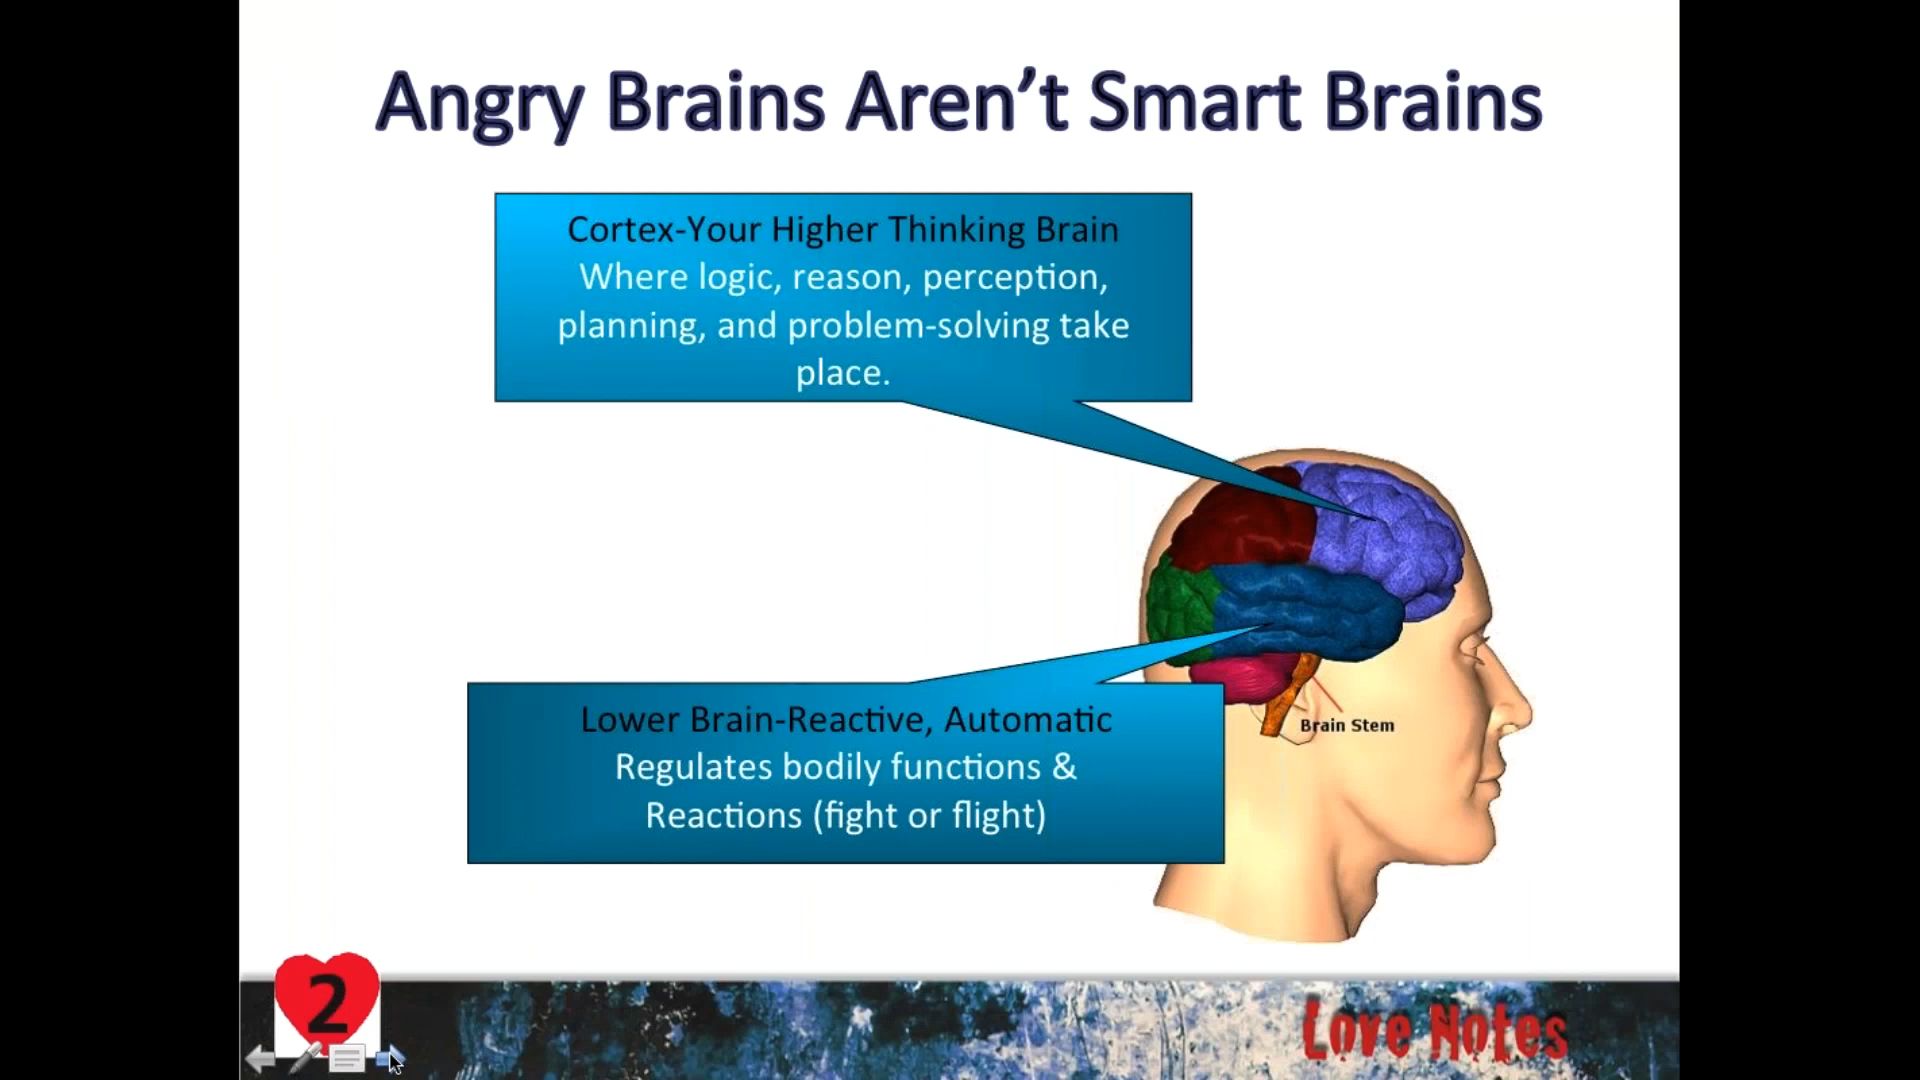 Angry Brains Aren’t Smart Brains
Cortex-Your Higher Thinking Brain
Where logic, reason, perception,
planning, and problem-solving take
place.
Lower Brain-Reactive, Automatic
Regulates bodily functions &
Reactions (fight or flight)
Brain Stem
2
Love Notes